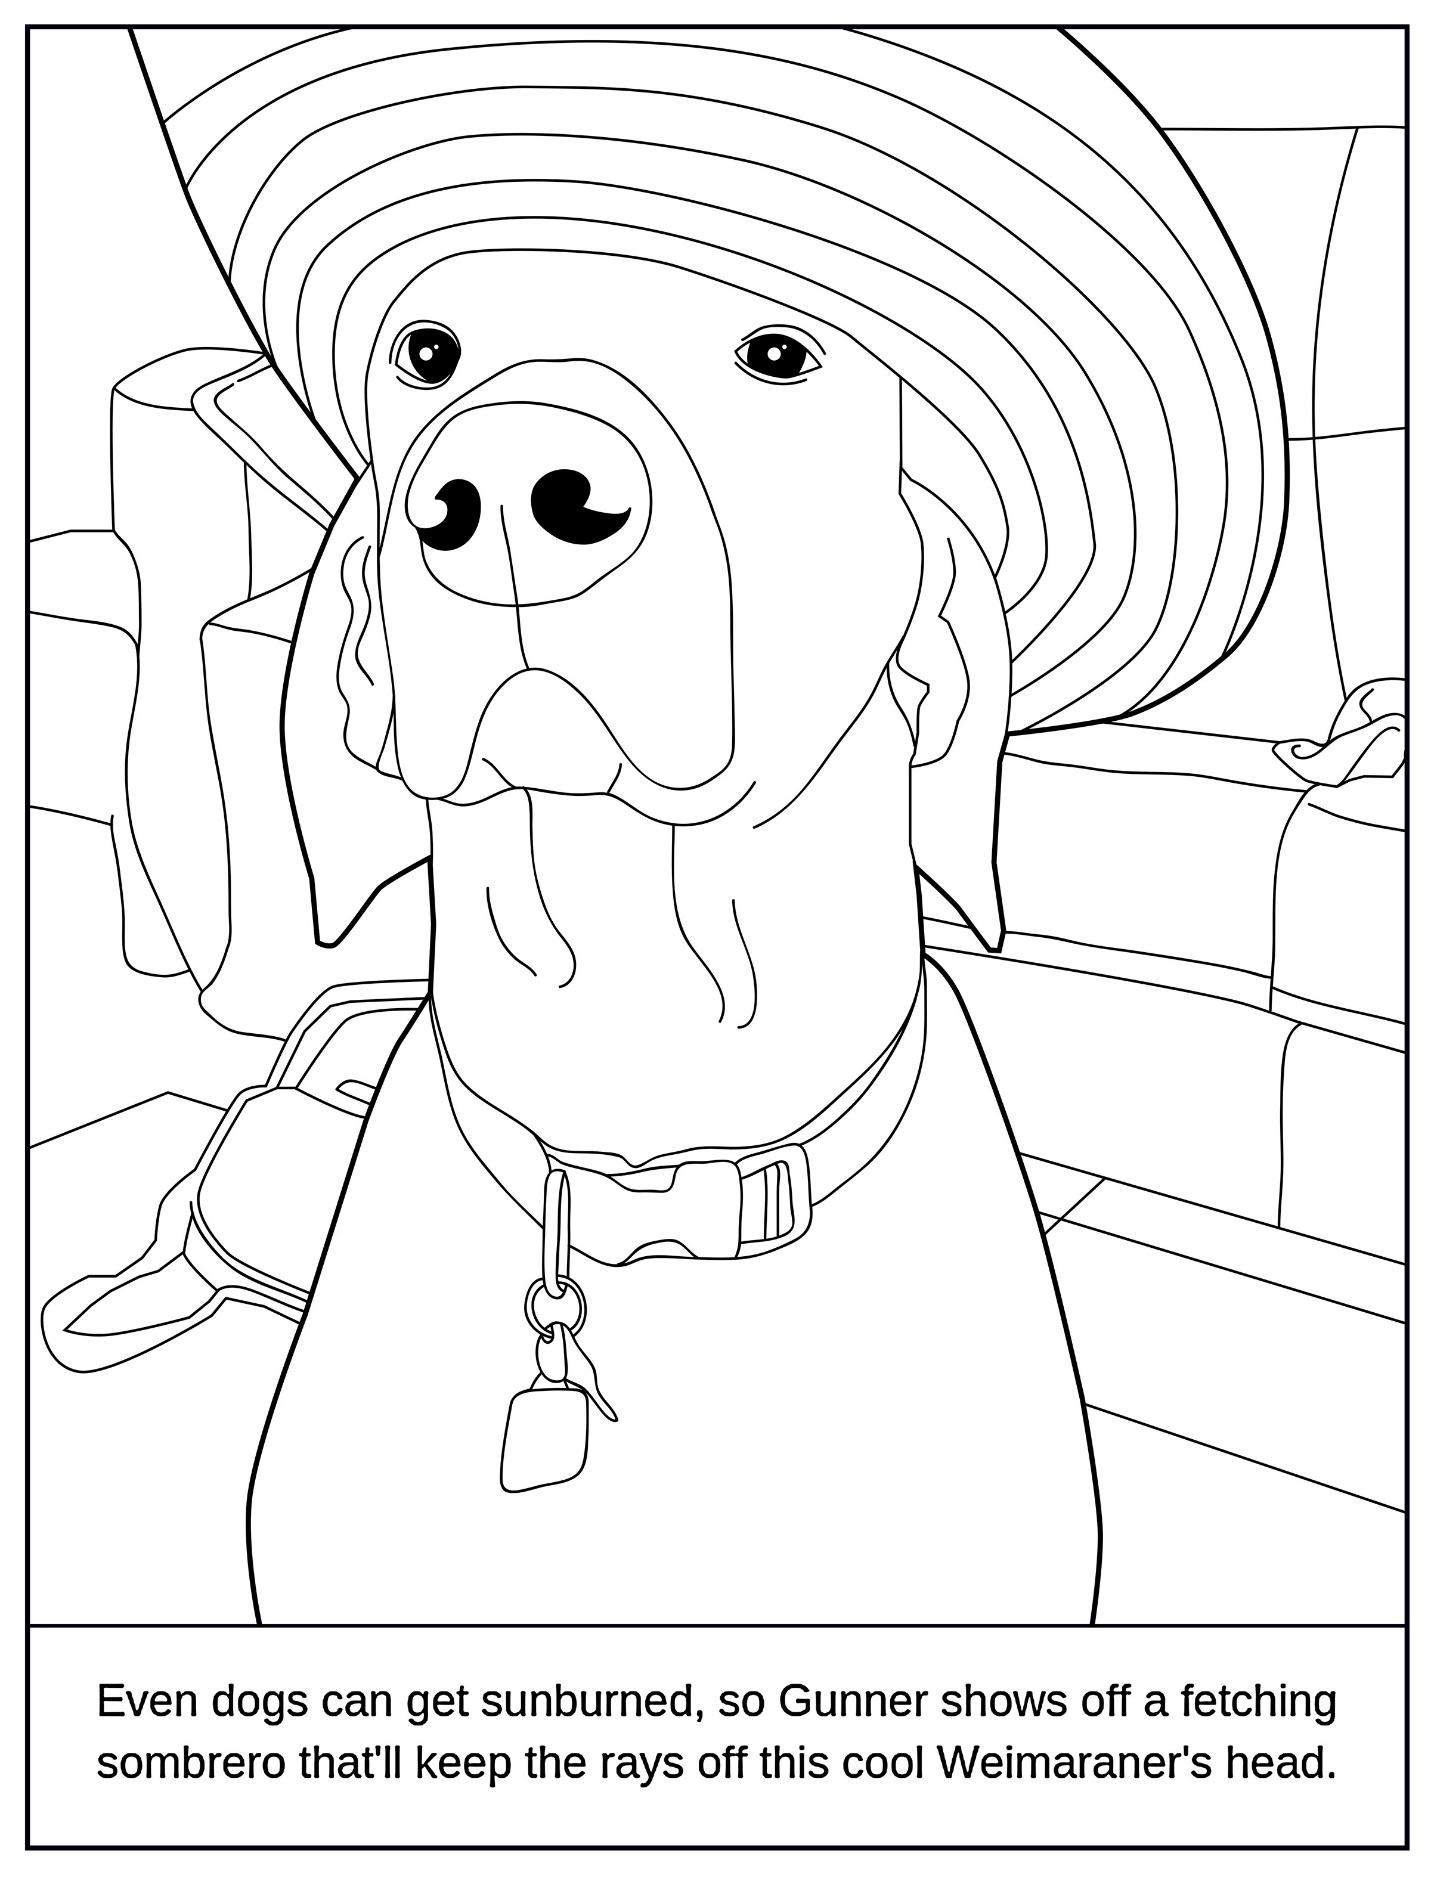 Even dogs can get sunburned, so Gunner shows off a fetching
sombrero that'll keep the rays off this cool Weimaraner's head.